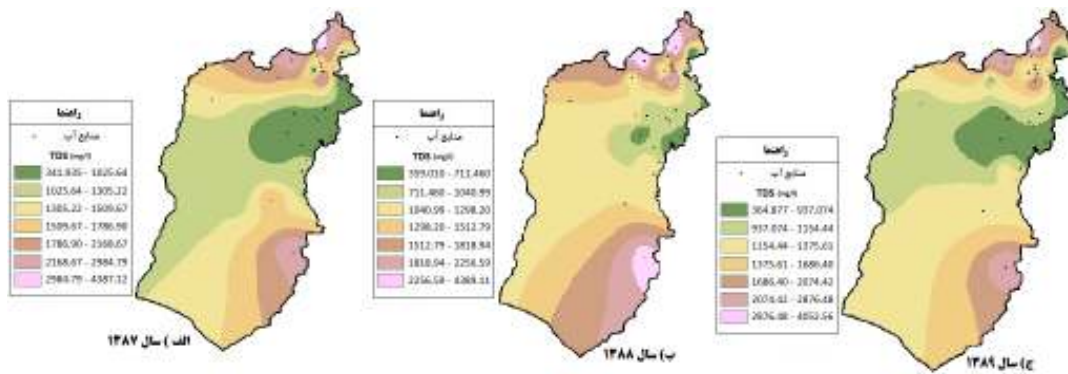 راهنما
منابع آب
TDS (mg/l)
341.935 - 1025.64
1025.64 - 1305.22
1305.22 - 1509.67
1509.67 - 1786.90
1786.90 - 2168.67
2168.67 - 2984.79
2984.79 - 4387.12
الف ) سال ۱۳۸۷
راهنما
منابع آب
TDS (mg/l)
711.460
711.460 - 1040.99
1040.99 - 1298.20
1298.20 - 1512.79
1512.79 - 1818.94
1818.94 - 2256.59
2256.59 - 4389.11
ب) سال ۱۳۸۸
راهنما
منابع آب
TDS (mg/l)
364.877 - 937.074
937.074 - 1154.44
1154.44 - 1375.61
1375.61 - 1686.40
1686.40 - 2074.42
2074.42 - 2876.48
2876.48 - 4052.56
ج) سال ۱۳۸۹